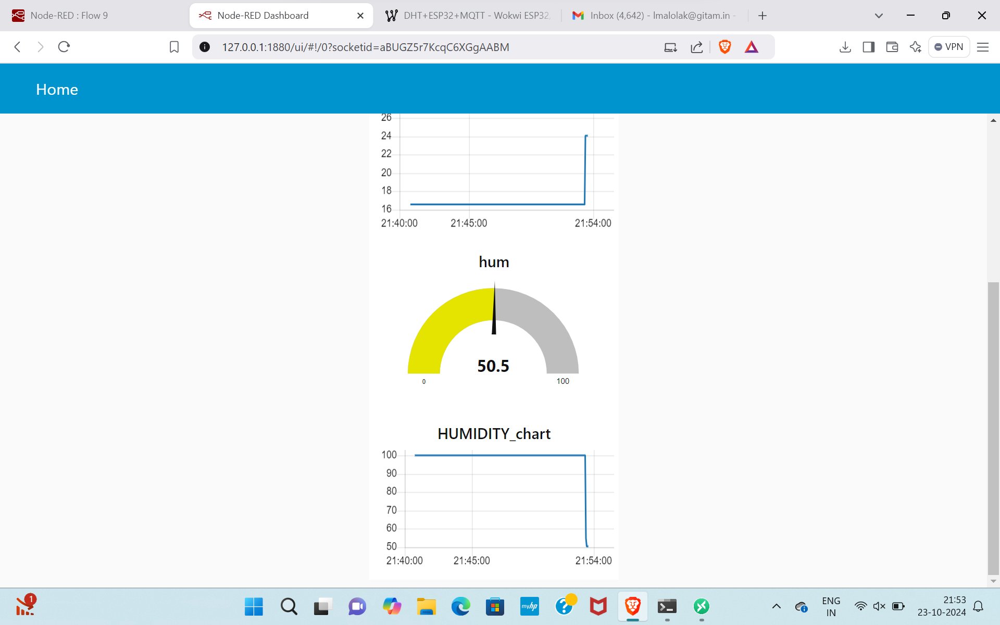 Node-RED : Flow 9
Node-RED Dashboard
DHT+ESP32+MQTT - Wokwi ESP32,
Inbox (4,642) - lmalolak@gitam.in -
127.0.0.1:1880/ui/#!/0?socketid=aBUGZ5r7KcqC6XGgAABM
VPN
Home
26
24
22
20
18
16
21:40:00 21:45:00 21:54:00
hum
50.5
0 100
HUMIDITY_chart
100
90
80
70
60
50
21:40:00 21:45:00 21:54:00
1
myhp
ENG
IN
21:53
23-10-2024